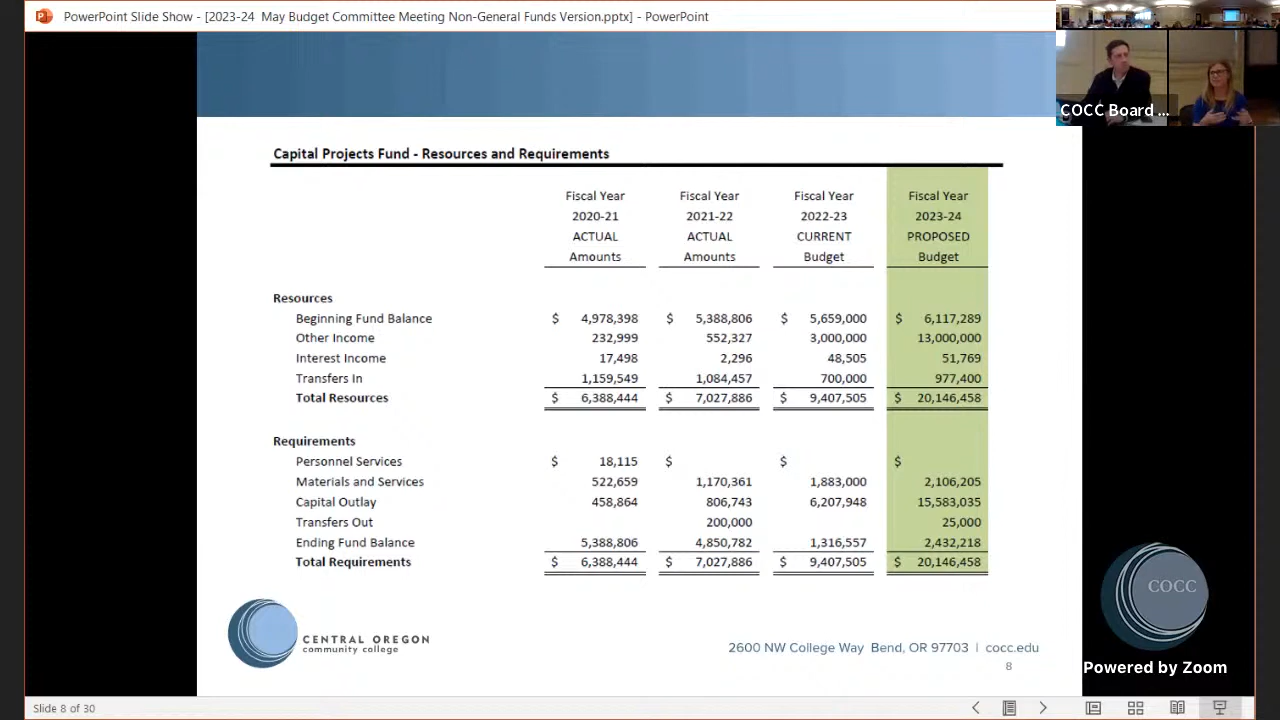 PowerPoint Slide Show - [2023-24  May Budget Committee Meeting Non-General Funds Version.pptx] - PowerPoint
COCC Board ...
Capital Projects Fund - Resources and Requirements
Fiscal Year Fiscal Year Fiscal Year Fiscal Year
2020-21 2021-22 2022-23 2023-24
ACTUAL ACTUAL CURRENT PROPOSED
Amounts Amounts Budget Budget
Resources
Beginning Fund Balance $ 4,978,398 $ 5,388,806 $ 5,659,000 $ 6,117,289
Other Income 232,999 552,327 3,000,000 13,000,000
Interest Income 17,498 2,296 48,505 51,769
Transfers In 1,159,549 1,084,457 700,000 977,400
Total Resources $ 6,388,444 $ 7,027,886 $ 9,407,505 $ 20,146,458
Requirements
Personnel Services $ 18,115 $ $ $
Materials and Services 522,659 1,170,361 1,883,000 2,106,205
Capital Outlay 458,864 806,743 6,207,948 15,583,035
Transfers Out 200,000 25,000
Ending Fund Balance 5,388,806 4,850,782 1,316,557 2,432,218
Total Requirements $ 6,388,444 $ 7,027,886 $ 9,407,505 $ 20,146,458
CENTRAL OREGON
community college
2600 NW College Way Bend, OR 97703 | cocc.edu
8
COCC
Powered by Zoom
Slide 8 of 30